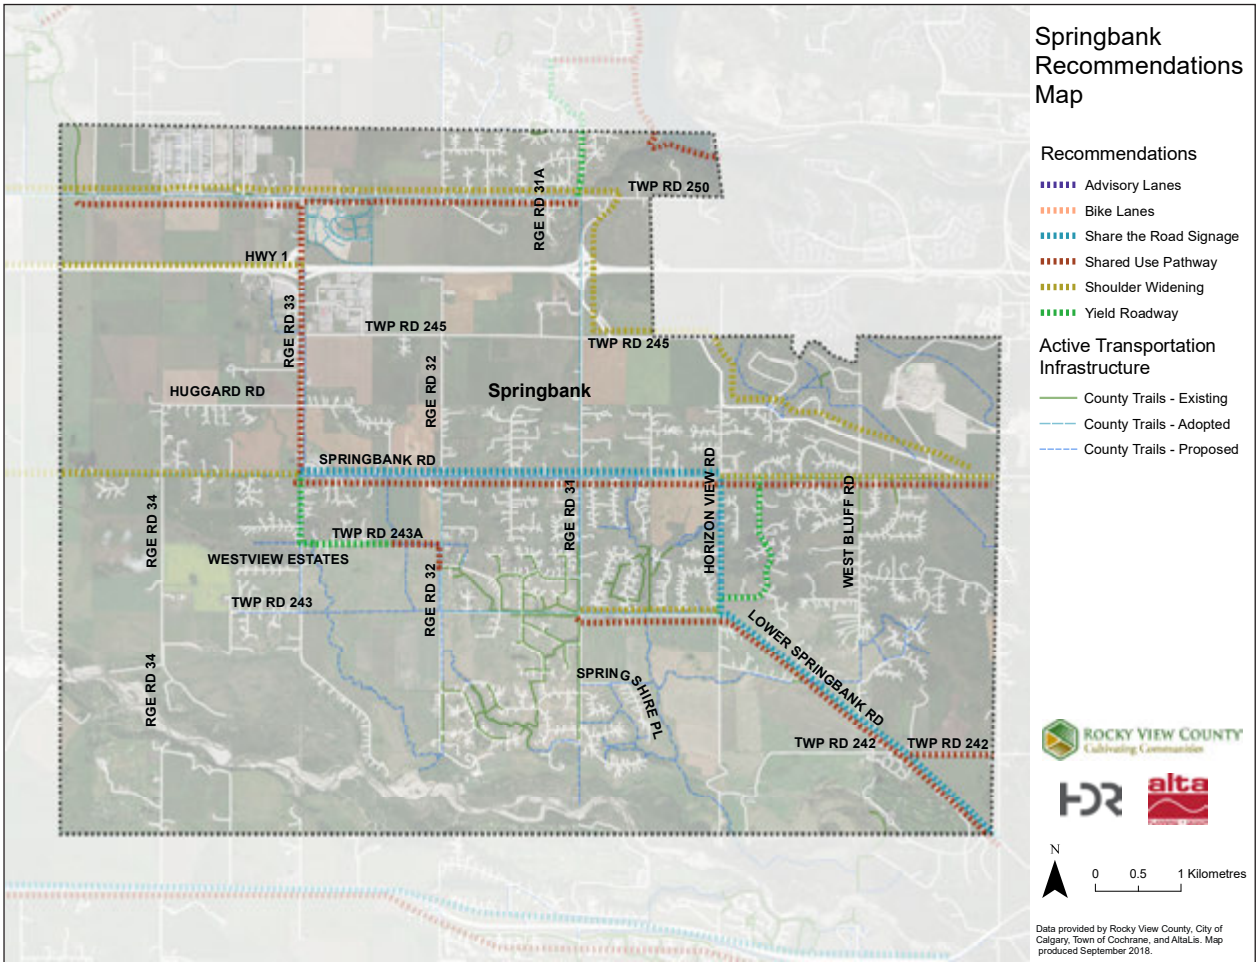 Springbank
Recommendations
Map
Recommendations
Advisory Lanes
Bike Lanes
Share the Road Signage
Shared Use Pathway
Shoulder Widening
Yield Roadway
Active Transportation
Infrastructure
County Trails - Existing
County Trails - Adopted
County Trails - Proposed
TWP RD 250
RGE RD 31A
HWY 1
RGE RD 33
TWP RD 245
TWP RD 245
RGE RD 32
HUGGARD RD
Springbank
SPRINGBANK RD
HORIZON VIEW RD
RGE RD 34
RGE RD 31
WEST BLUFF RD
TWP RD 243A
WESTVIEW ESTATES
RGE RD 32
TWP RD 243
LOWER SPRINGBANK RD
RGE RD 34
SPRING SHIRE PL
TWP RD 242
TWP RD 242
ROCKY VIEW COUNTY
Cultivating Communities
HDR
alta
N
0 0.5 1 Kilometres
Data provided by Rocky View County, City of
Calgary, Town of Cochrane, and AltaLis. Map
produced September 2018.